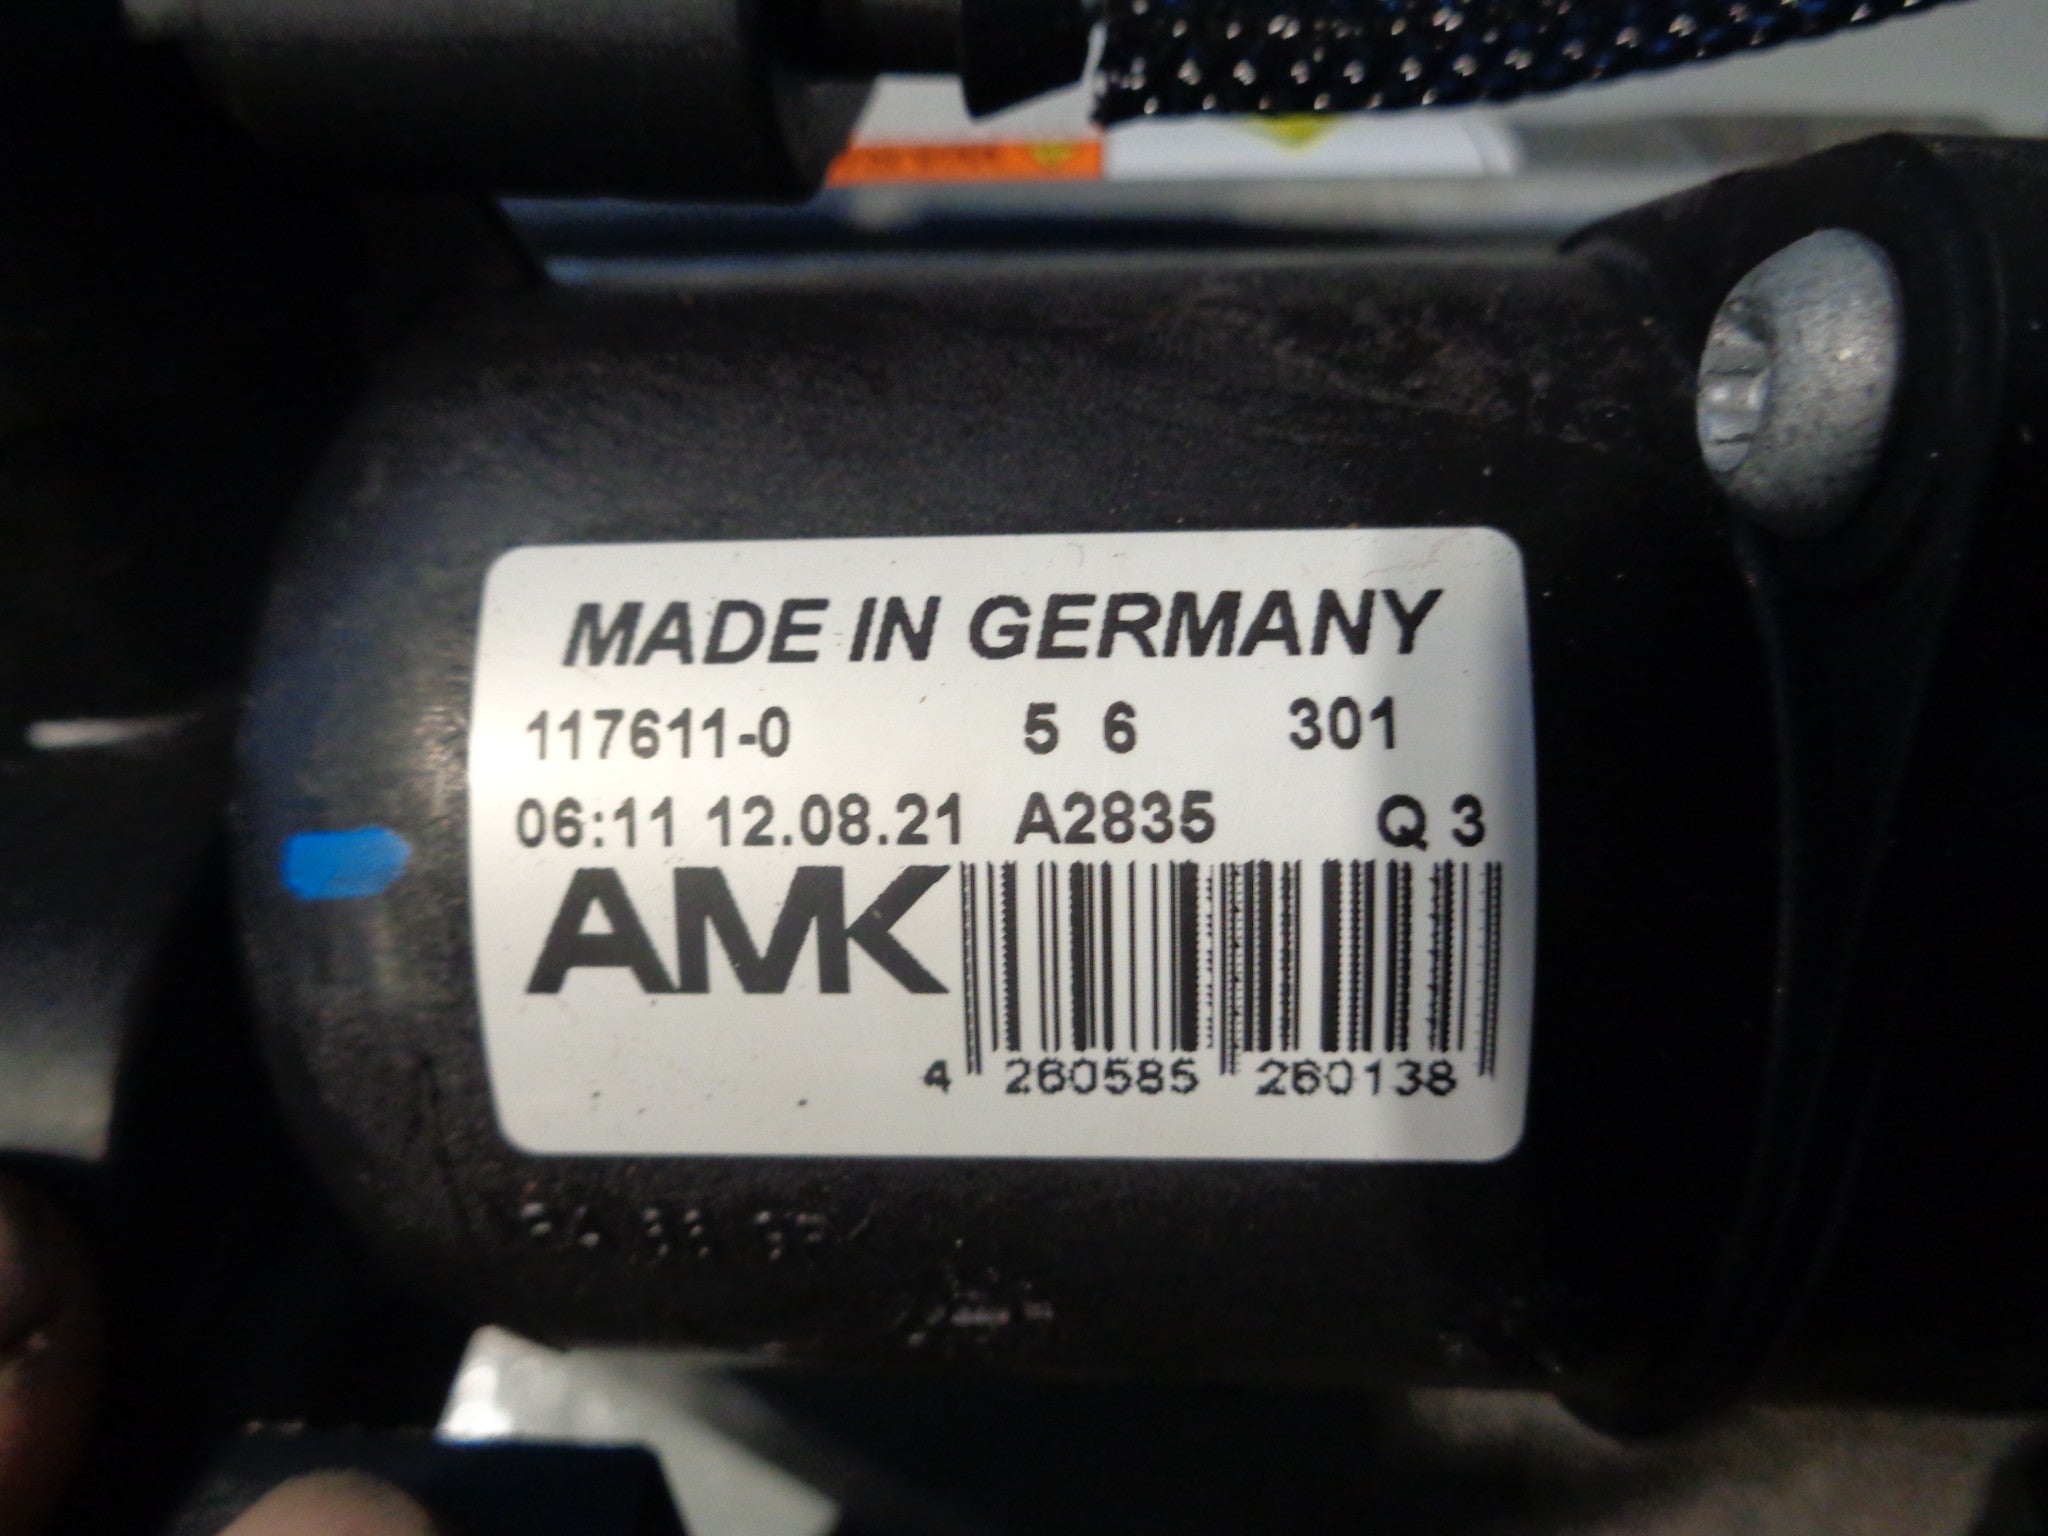 MADE IN GERMANY
117611-0 5 6 301
06:11 12.08.21 A2835 Q 3
AMK
4 260585 260138